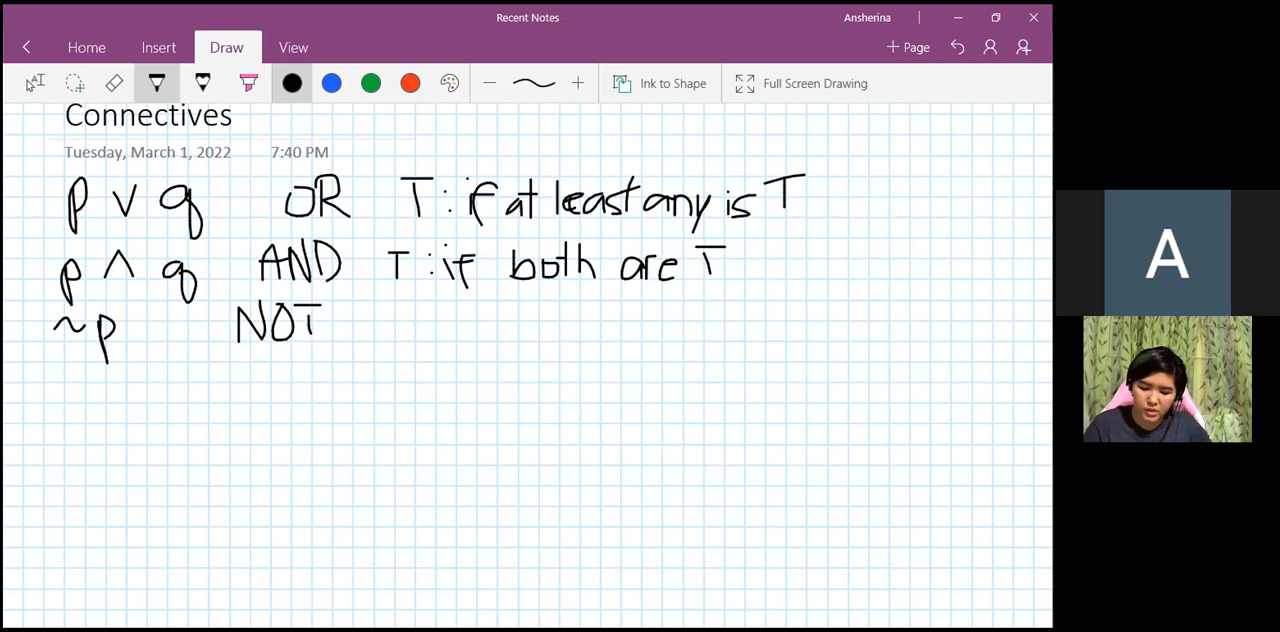 Recent Notes
Ansherina
Home Insert Draw View
Page
Ink to Shape
Full Screen Drawing
Connectives
Tuesday, March 1, 2022 7:40 PM
p ∨ q OR T : if at least any is T
p ∧ q AND T : if both are T
~p NOT
A